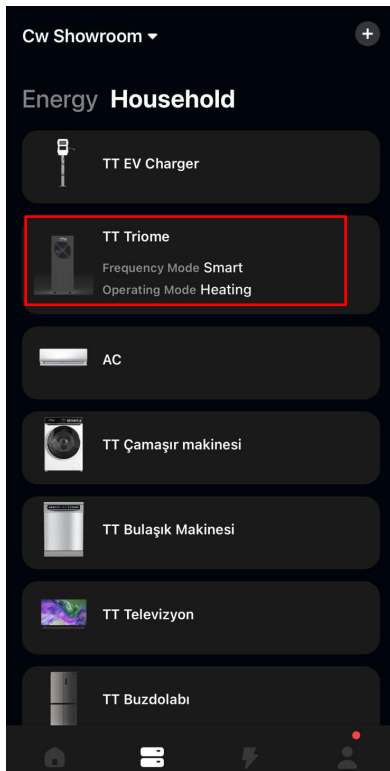 Cw Showroom
Energy Household
TT EV Charger
TT Triome
Frequency Mode Smart
Operating Mode Heating
AC
TT Çamaşır makinesi
TT Bulaşık Makinesi
TT Televizyon
TT Buzdolabı